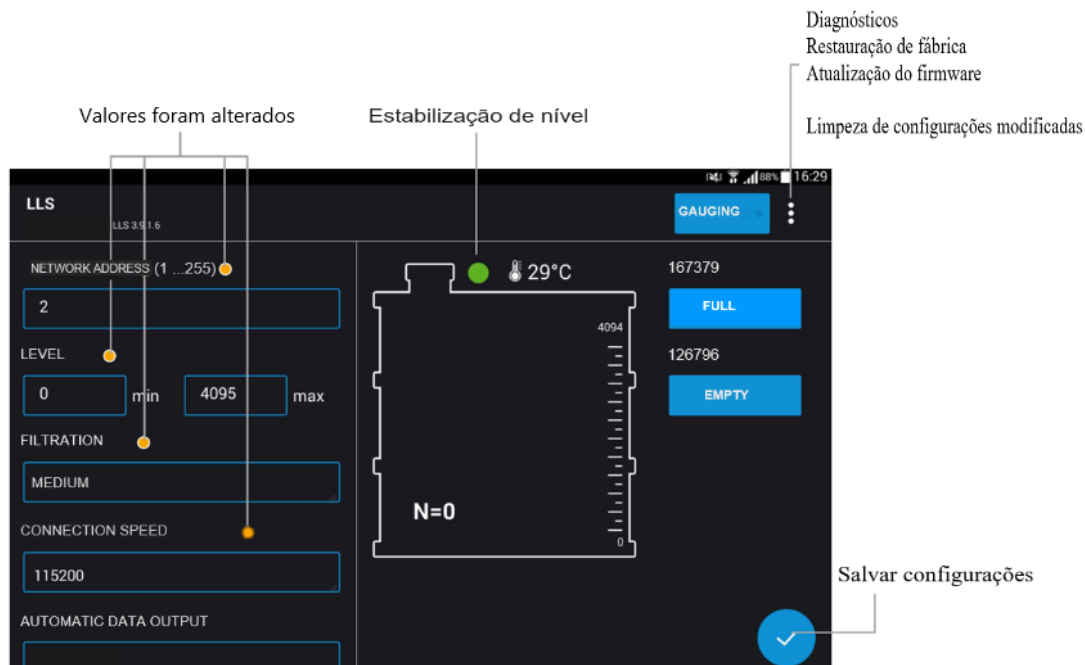 Diagnósticos
Restauração de fábrica
Atualização do firmware
Limpeza de configurações modificadas
Valores foram alterados
Estabilização de nível
88% 16:29
LLS
LLS 3.9.1.6
GAUGING
NETWORK ADDRESS (1 ...255)
2
LEVEL
0 min 4095 max
FILTRATION
MEDIUM
CONNECTION SPEED
115200
AUTOMATIC DATA OUTPUT
29°C
4094
N=0
0
167379
FULL
126796
EMPTY
Salvar configurações